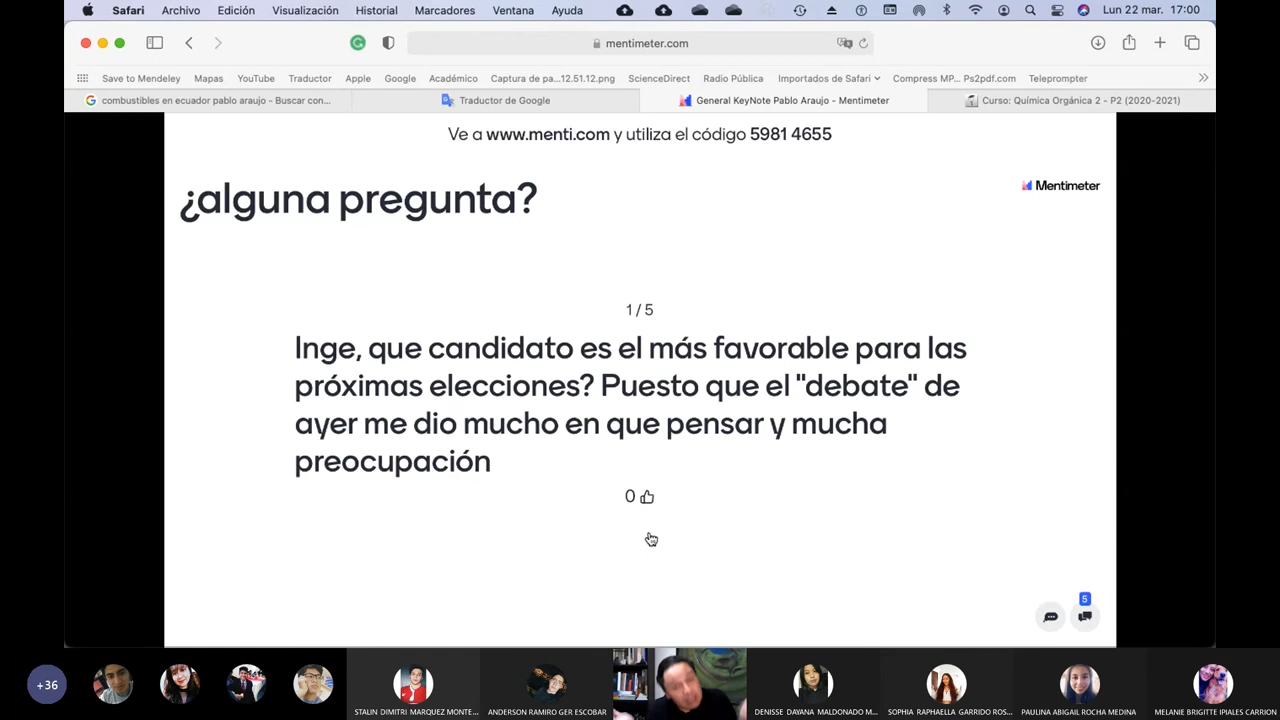 Safari Archivo Edición Visualización Historial Marcadores Ventana Ayuda Lun 22 mar. 17:00
mentimeter.com
Save to Mendeley Mapas YouTube Traductor Apple Google Académico Captura de pa...12.51.12.png ScienceDirect Radio Pública Importados de Safari Compress MP... Ps2pdf.com Teleprompter
combustibles en ecuador pablo araujo - Buscar con... Traductor de Google General KeyNote Pablo Araujo - Mentimeter Curso: Química Orgánica 2 - P2 (2020-2021)
Ve a www.menti.com y utiliza el código 5981 4655
¿alguna pregunta?
Mentimeter
1 / 5
Inge, que candidato es el más favorable para las
próximas elecciones? Puesto que el "debate" de
ayer me dio mucho en que pensar y mucha
preocupación
0
5
+36
STALIN DIMITRI MARQUEZ MONTE... ANDERSON RAMIRO GER ESCOBAR DENISSE DAYANA MALDONADO M... SOPHIA RAPHAELLA GARRIDO ROS... PAULINA ABIGAIL ROCHA MEDINA MELANIE BRIGITTE IPIALES CARRION